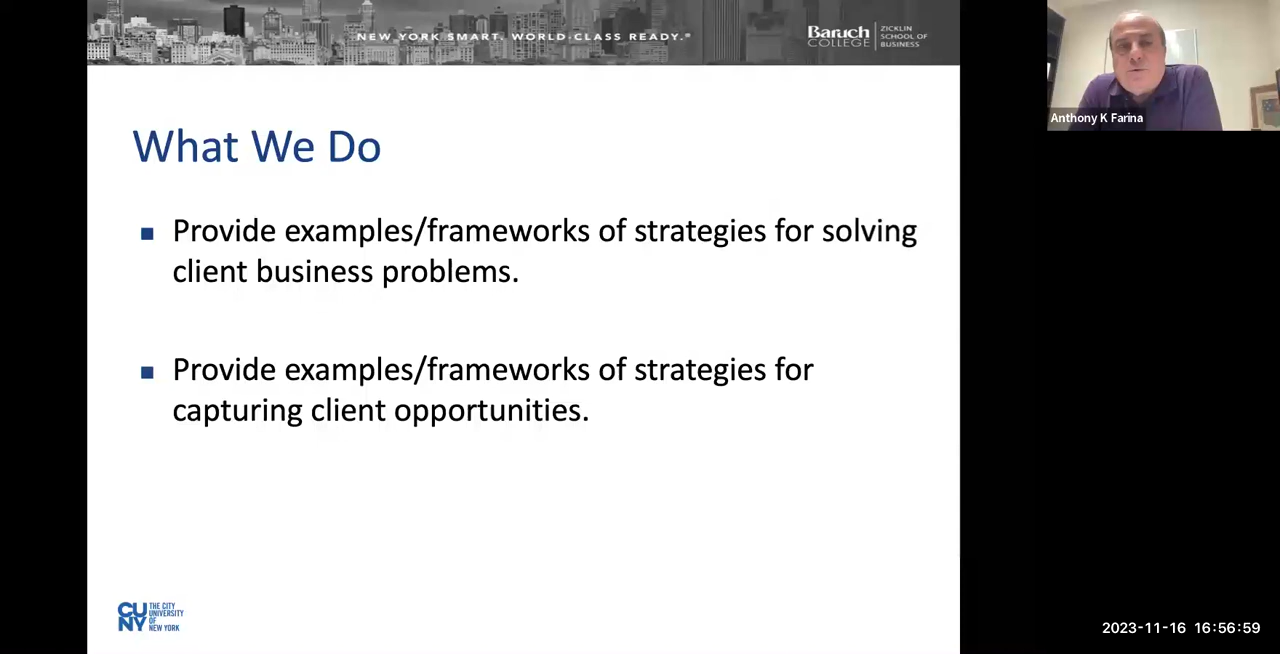 NEW YORK SMART. WORLD-CLASS READY.®
Baruch
COLLEGE
ZICKLIN
SCHOOL OF
BUSINESS
Anthony K Farina
What We Do
Provide examples/frameworks of strategies for solving
client business problems.
Provide examples/frameworks of strategies for
capturing client opportunities.
CU
NY
THE CITY
UNIVERSITY
OF
NEW YORK
2023-11-16 16:56:59